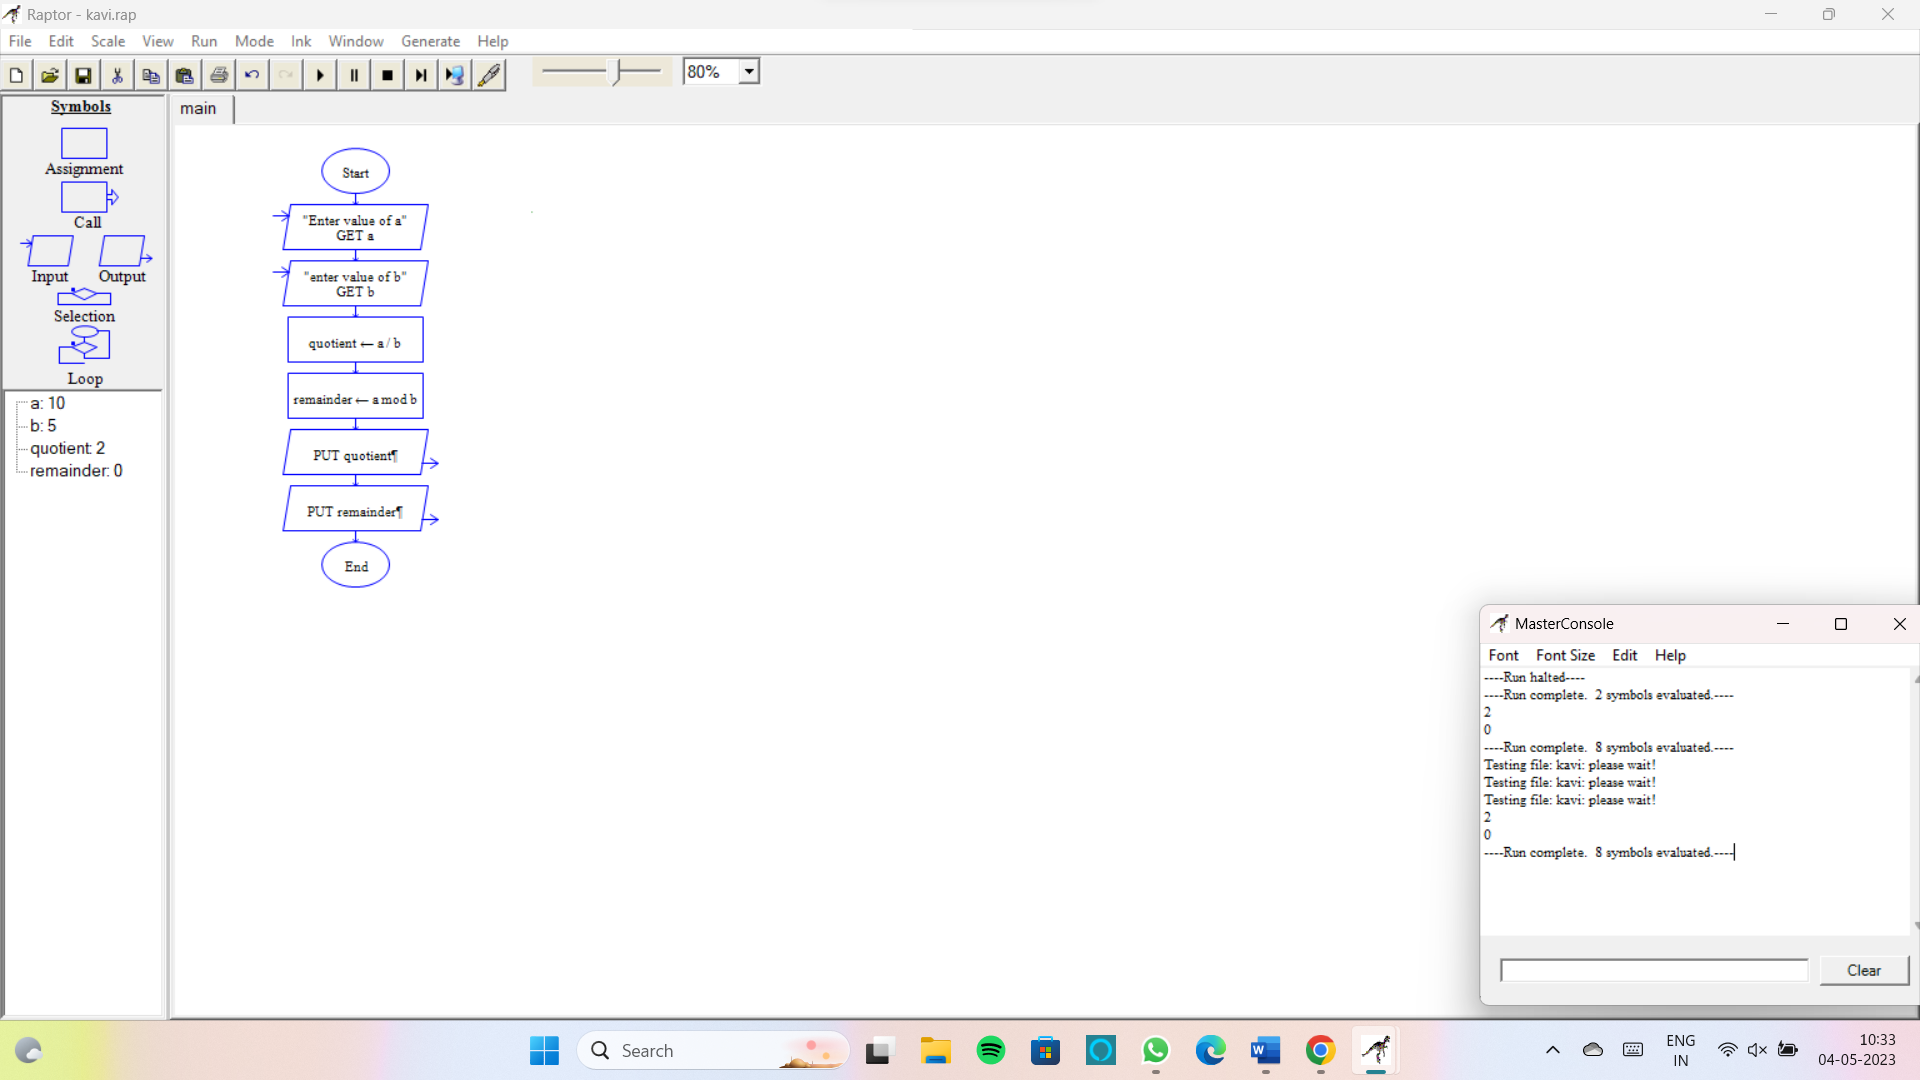 Raptor - kavi.rap
File Edit Scale View Run Mode Ink Window Generate Help
80%
Symbols
Assignment
Call
Input Output
Selection
Loop
a: 10
b: 5
quotient: 2
remainder: 0
main
Start
"Enter value of a"
GET a
"enter value of b"
GET b
quotient ← a / b
remainder ← a mod b
PUT quotient¶
PUT remainder¶
End
MasterConsole
Font Font Size Edit Help
----Run halted----
----Run complete.  2 symbols evaluated.----
2
0
----Run complete.  8 symbols evaluated.----
Testing file: kavi: please wait!
Testing file: kavi: please wait!
Testing file: kavi: please wait!
2
0
----Run complete.  8 symbols evaluated.----
Clear
Search
W
ENG
IN
10:33
04-05-2023